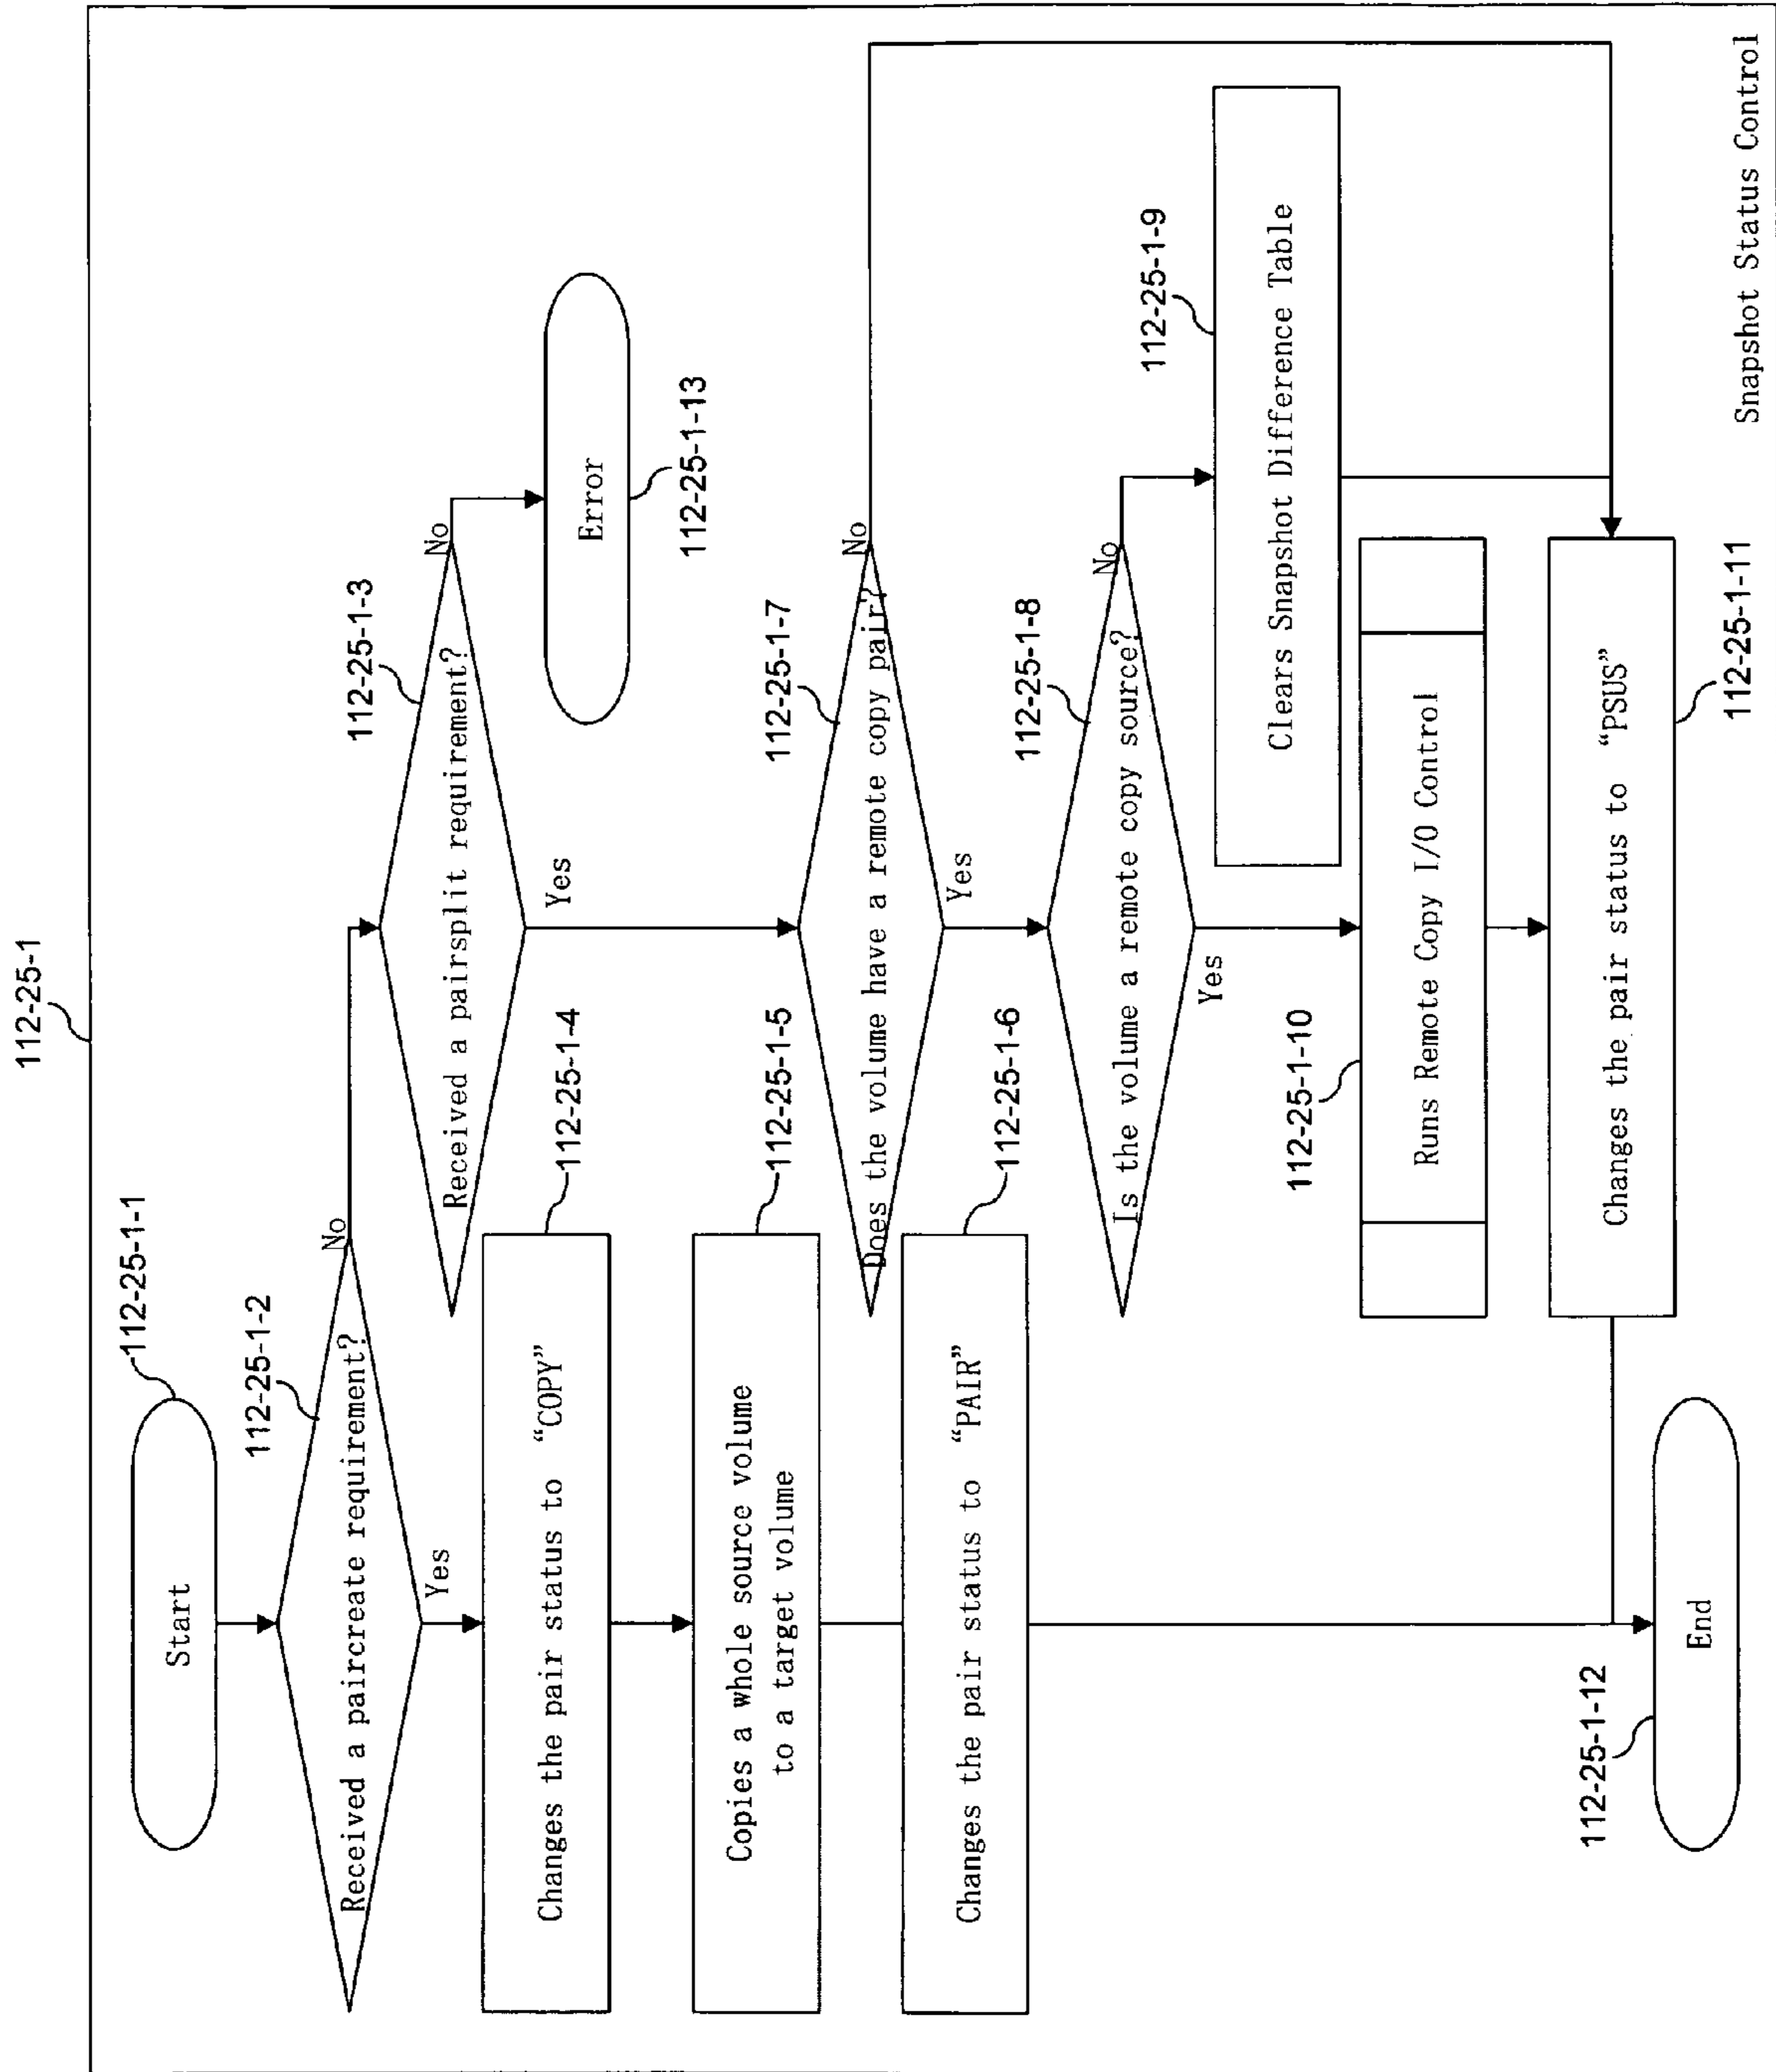 112-25-1
Start
112-25-1-1
Received a paircreate requirement?
112-25-1-2
No
Yes
Received a pairsplit requirement?
112-25-1-3
No
Yes
Error
112-25-1-13
Changes the pair status to “COPY”
112-25-1-4
Copies a whole source volume
to a target volume
112-25-1-5
Changes the pair status to “PAIR”
112-25-1-6
Does the volume have a remote copy pair?
112-25-1-7
No
Yes
Is the volume a remote copy source?
112-25-1-8
No
Yes
Clears Snapshot Difference Table
112-25-1-9
112-25-1-10
Runs Remote Copy I/O Control
Changes the pair status to “PSUS”
112-25-1-11
112-25-1-12
End
Snapshot Status Control